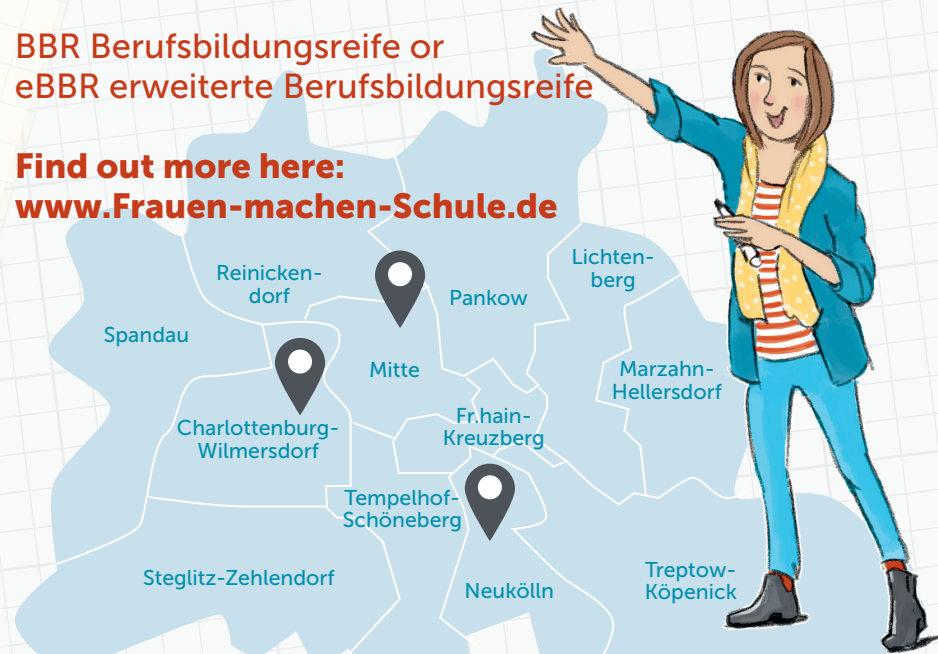 BBR Berufsbildungsreife or
eBBR erweiterte Berufsbildungsreife
Find out more here:
www.Frauen-machen-Schule.de
Reinicken-
dorf
Pankow
Lichten-
berg
Spandau
Mitte
Marzahn-
Hellersdorf
Charlottenburg-
Wilmersdorf
Fr.hain-
Kreuzberg
Tempelhof-
Schöneberg
Steglitz-Zehlendorf
Neukölln
Treptow-
Köpenick